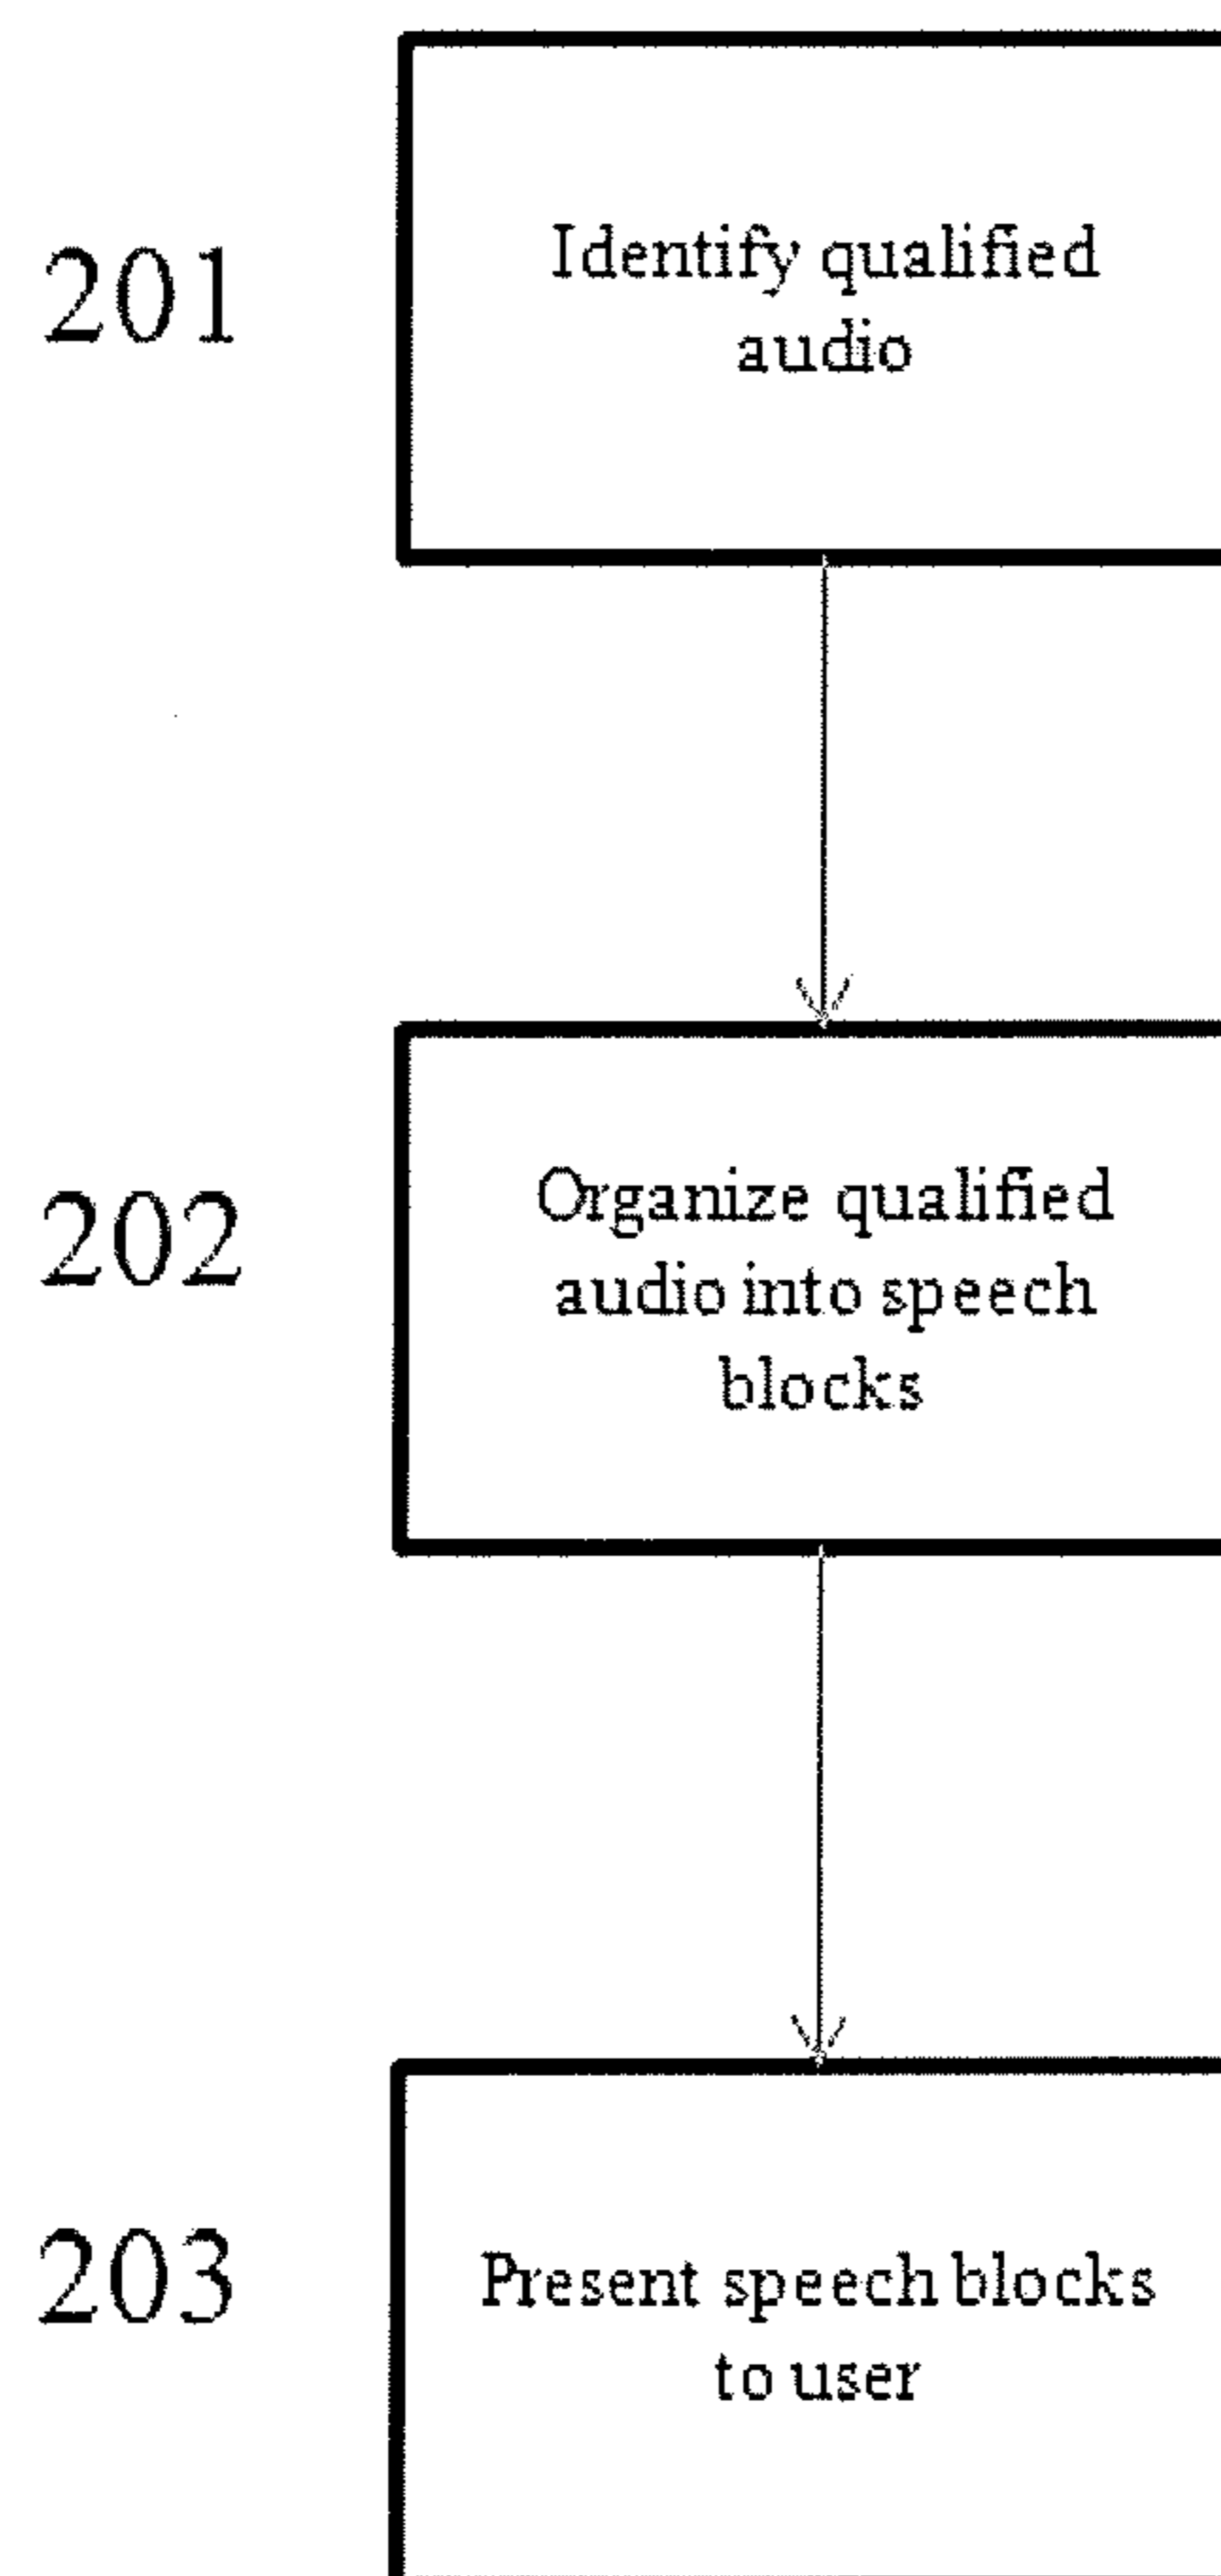 201
Identify qualified
audio
202
Organize qualified
audio into speech
blocks
203
Present speech blocks
to user